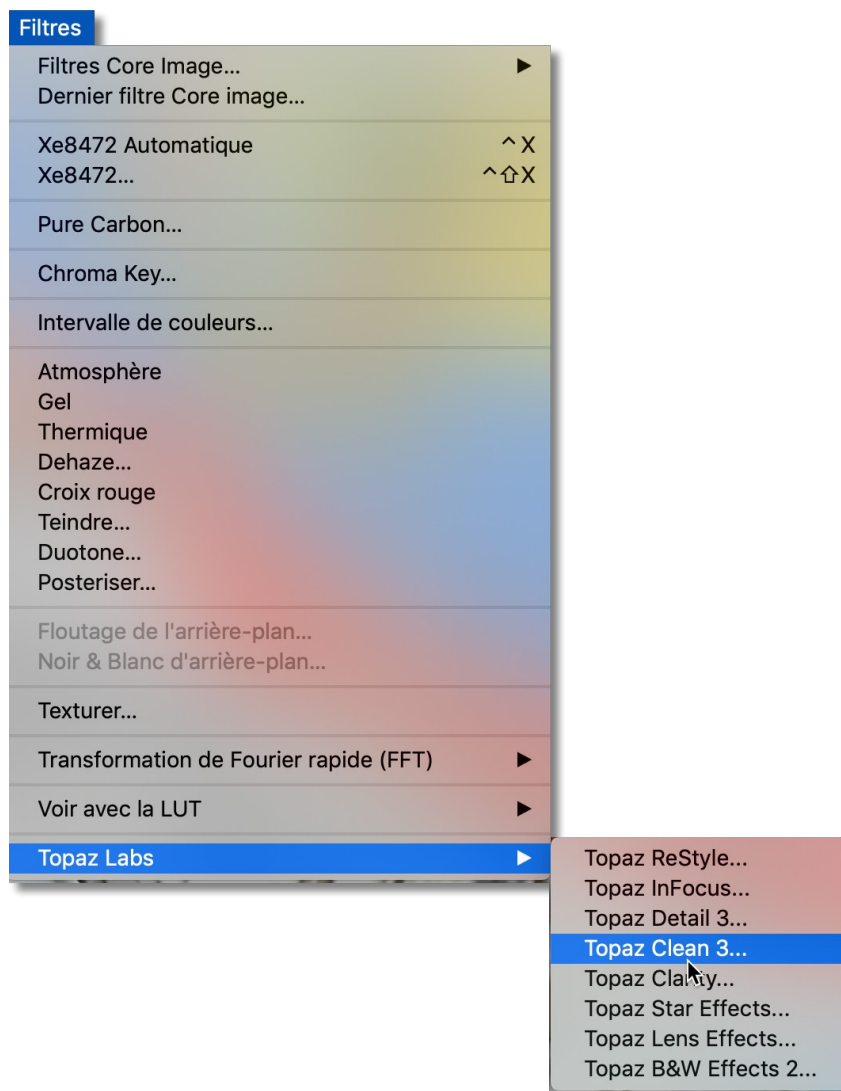 Filtres
Filtres Core Image... ▶
Dernier filtre Core image...
Xe8472 Automatique ^ X
Xe8472... ^⇧X
Pure Carbon...
Chroma Key...
Intervalle de couleurs...
Atmosphère
Gel
Thermique
Dehaze...
Croix rouge
Teindre...
Duotone...
Posteriser...
Floutage de l'arrière-plan...
Noir & Blanc d'arrière-plan...
Texturer...
Transformation de Fourier rapide (FFT) ▶
Voir avec la LUT ▶
Topaz Labs ▶
Topaz ReStyle...
Topaz InFocus...
Topaz Detail 3...
Topaz Clean 3...
Topaz Clarity...
Topaz Star Effects...
Topaz Lens Effects...
Topaz B&W Effects 2...